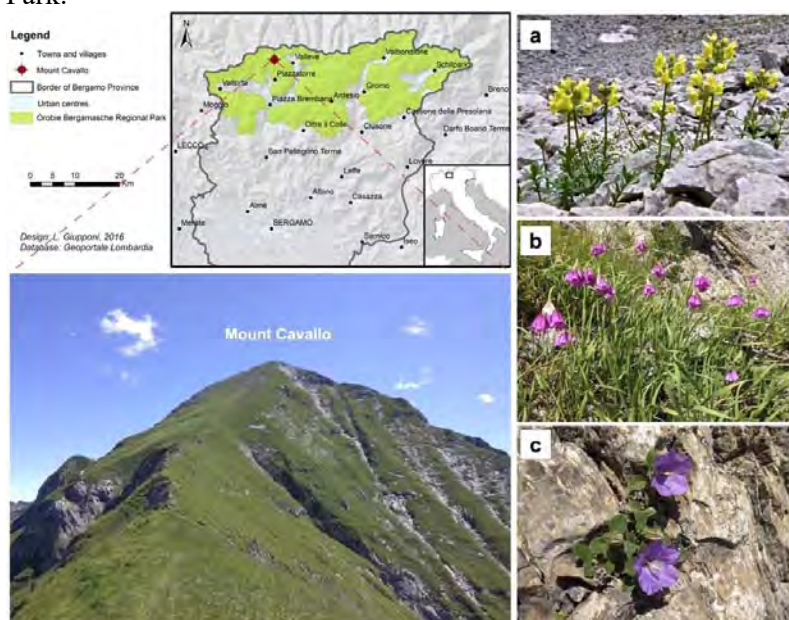 Park.
Legend
Towns and villages
Mount Cavallo
Border of Bergamo Province
Urban centres
Orobie Bergamasche Regional Park
0 5 10 20
Km
Design: L. Giupponi, 2016
Database: Geoportale Lombardia
N
Valleve
Valbondione
Schilpario
Piazzatorre
Valtorta
Gromo
Ardesio
Breno
Moggio
Piazza Brembana
Castione della Presolana
Oltre il Colle
Clusone
Darfo Boario Terme
LECCO
San Pellegrino Terme
Lovere
Leffe
Albino
Casazza
Almè
Merate
BERGAMO
Sarnico
Iseo
Mount Cavallo
a
b
c